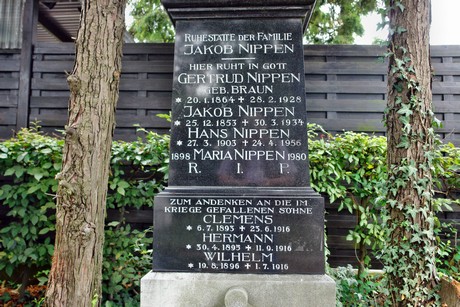 RUHESTÄTTE DER FAMILIE
JAKOB NIPPEN
HIER RUHT IN GOTT
GERTRUD NIPPEN
GEB. BRAUN
* 20.1.1864 + 28.2.1928
JAKOB NIPPEN
* 25.12.1853 + 30.3.1934
HANS NIPPEN
* 27.3.1903 + 24.4.1956
1898 MARIA NIPPEN 1980
R. I. P.
ZUM ANDENKEN AN DIE IM
KRIEGE GEFALLENEN SÖHNE
CLEMENS
* 6.7.1893 + 23.6.1916
HERMANN
* 30.4.1895 + 11.9.1916
WILHELM
* 19.8.1896 + 1.7.1916